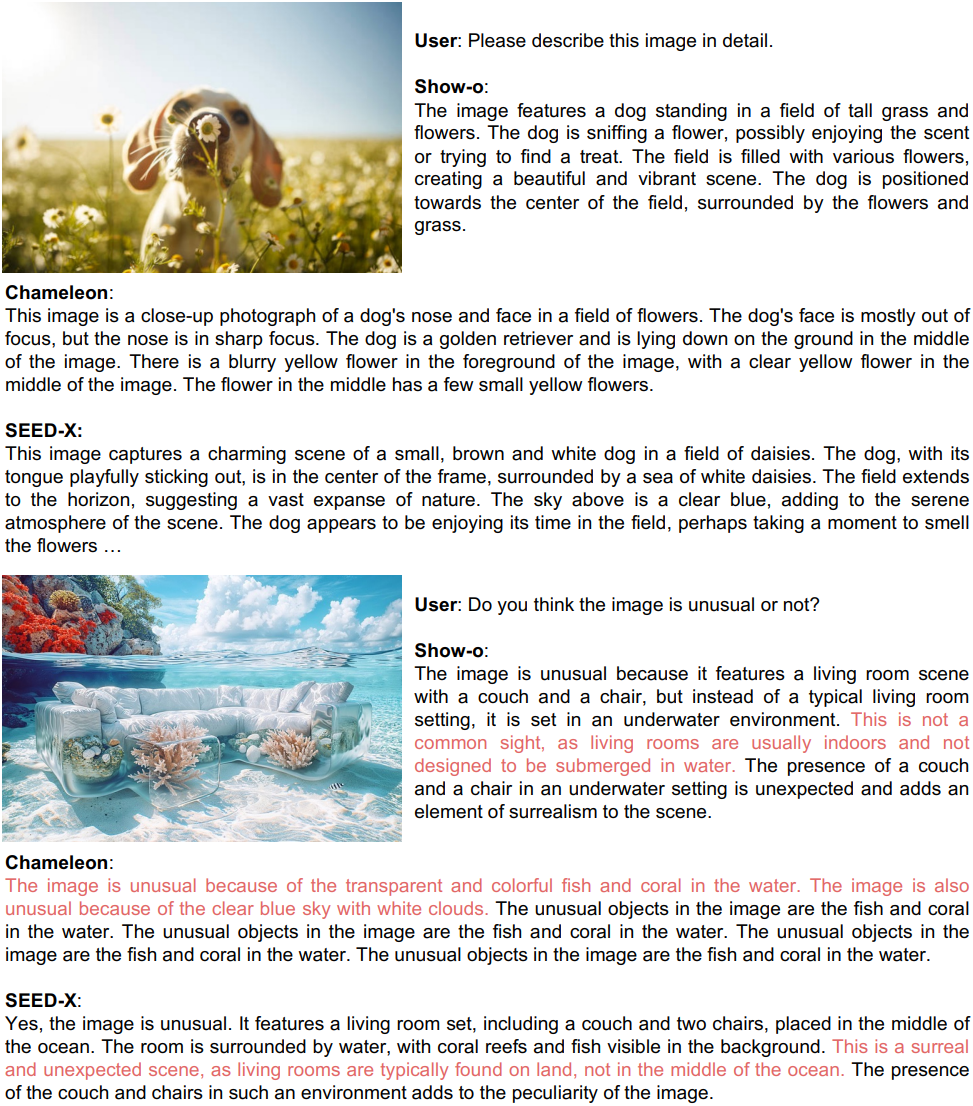 User: Please describe this image in detail.
Show-o:
The image features a dog standing in a field of tall grass and
flowers. The dog is sniffing a flower, possibly enjoying the scent
or trying to find a treat. The field is filled with various flowers,
creating a beautiful and vibrant scene. The dog is positioned
towards the center of the field, surrounded by the flowers and
grass.
Chameleon:
This image is a close-up photograph of a dog's nose and face in a field of flowers. The dog's face is mostly out of
focus, but the nose is in sharp focus. The dog is a golden retriever and is lying down on the ground in the middle
of the image. There is a blurry yellow flower in the foreground of the image, with a clear yellow flower in the
middle of the image. The flower in the middle has a few small yellow flowers.
SEED-X:
This image captures a charming scene of a small, brown and white dog in a field of daisies. The dog, with its
tongue playfully sticking out, is in the center of the frame, surrounded by a sea of white daisies. The field extends
to the horizon, suggesting a vast expanse of nature. The sky above is a clear blue, adding to the serene
atmosphere of the scene. The dog appears to be enjoying its time in the field, perhaps taking a moment to smell
the flowers …
User: Do you think the image is unusual or not?
Show-o:
The image is unusual because it features a living room scene
with a couch and a chair, but instead of a typical living room
setting, it is set in an underwater environment. This is not a
common sight, as living rooms are usually indoors and not
designed to be submerged in water. The presence of a couch
and a chair in an underwater setting is unexpected and adds an
element of surrealism to the scene.
Chameleon:
The image is unusual because of the transparent and colorful fish and coral in the water. The image is also
unusual because of the clear blue sky with white clouds. The unusual objects in the image are the fish and coral
in the water. The unusual objects in the image are the fish and coral in the water. The unusual objects in the
image are the fish and coral in the water. The unusual objects in the image are the fish and coral in the water.
SEED-X:
Yes, the image is unusual. It features a living room set, including a couch and two chairs, placed in the middle of
the ocean. The room is surrounded by water, with coral reefs and fish visible in the background. This is a surreal
and unexpected scene, as living rooms are typically found on land, not in the middle of the ocean. The presence
of the couch and chairs in such an environment adds to the peculiarity of the image.